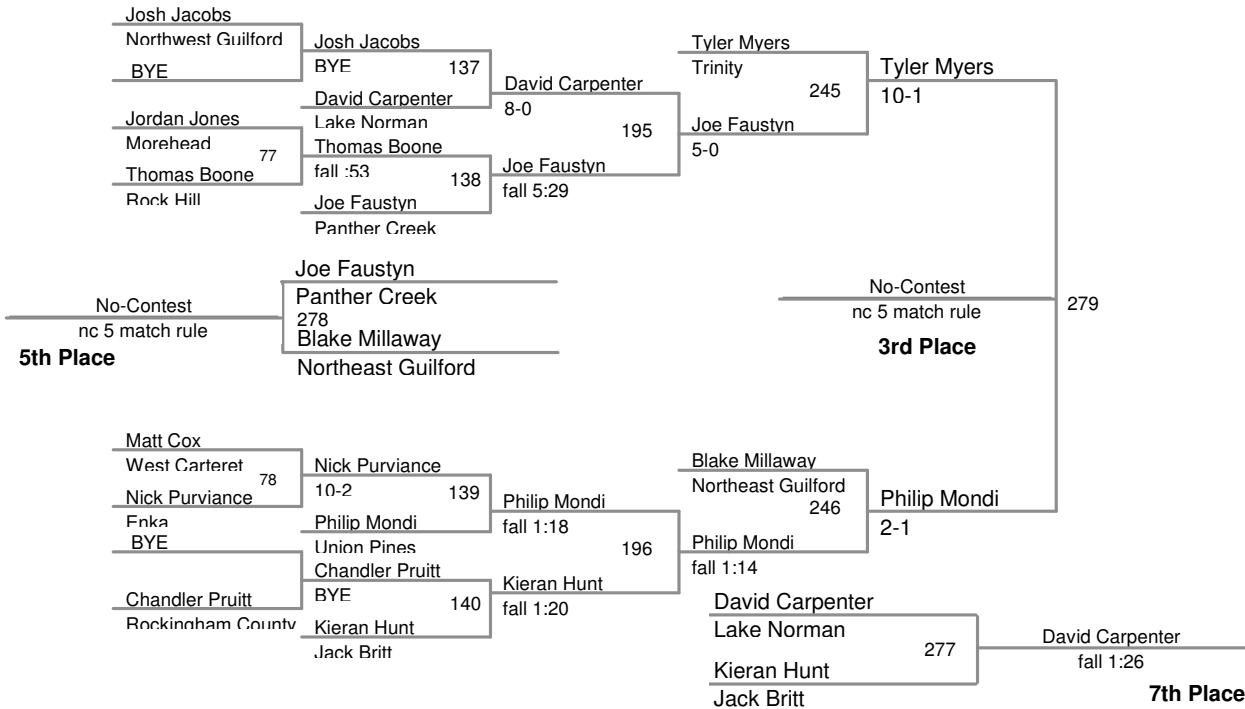 Josh Jacobs
Northwest Guilford
BYE
Josh Jacobs
BYE
137
David Carpenter
Lake Norman
Jordan Jones
Morehead
77
Thomas Boone
Rock Hill
Thomas Boone
fall :53
138
Joe Faustyn
Panther Creek
David Carpenter
8-0
195
Joe Faustyn
fall 5:29
Tyler Myers
Trinity
245
Joe Faustyn
5-0
Tyler Myers
10-1
Joe Faustyn
Panther Creek
278
Blake Millaway
Northeast Guilford
No-Contest
nc 5 match rule
5th Place
No-Contest
nc 5 match rule
3rd Place
279
Matt Cox
West Carteret
78
Nick Purviance
Enka
BYE
Chandler Pruitt
Rockingham County
Nick Purviance
10-2
139
Philip Mondi
Union Pines
Chandler Pruitt
BYE
140
Kieran Hunt
Jack Britt
Philip Mondi
fall 1:18
196
Kieran Hunt
fall 1:20
Blake Millaway
Northeast Guilford
246
Philip Mondi
fall 1:14
Philip Mondi
2-1
David Carpenter
Lake Norman
277
Kieran Hunt
Jack Britt
David Carpenter
fall 1:26
7th Place